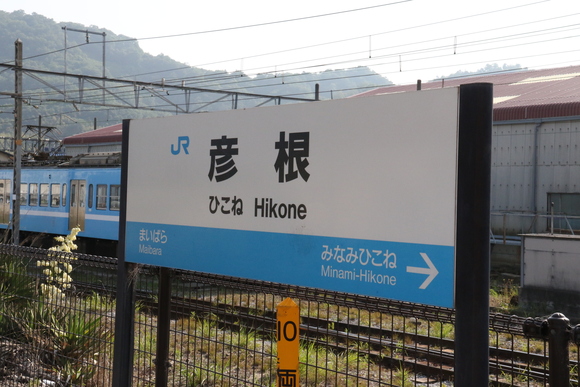 JR
彦根
ひこね Hikone
まいばら
Maibara
みなみひこね
Minami-Hikone
10
両